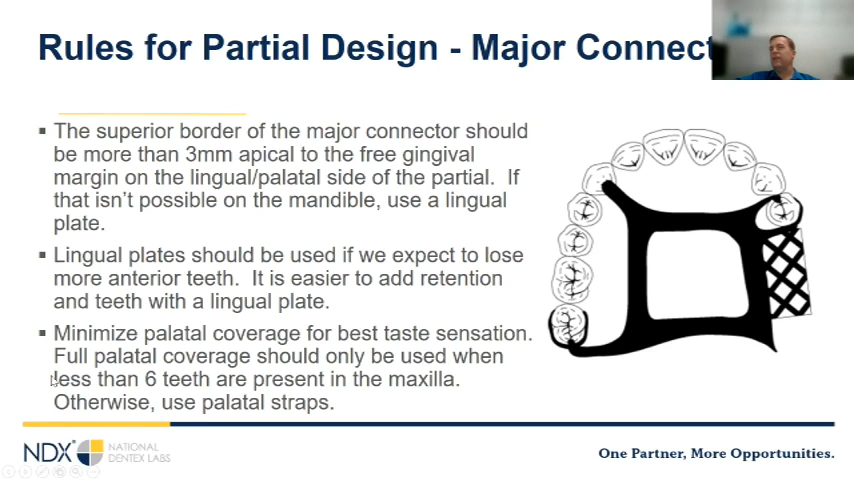 Rules for Partial Design - Major Connect
▪ The superior border of the major connector should
be more than 3mm apical to the free gingival
margin on the lingual/palatal side of the partial. If
that isn't possible on the mandible, use a lingual
plate.
▪ Lingual plates should be used if we expect to lose
more anterior teeth. It is easier to add retention
and teeth with a lingual plate.
▪ Minimize palatal coverage for best taste sensation.
Full palatal coverage should only be used when
less than 6 teeth are present in the maxilla.
Otherwise, use palatal straps.
NDX NATIONAL
DENTEX LABS
One Partner, More Opportunities.